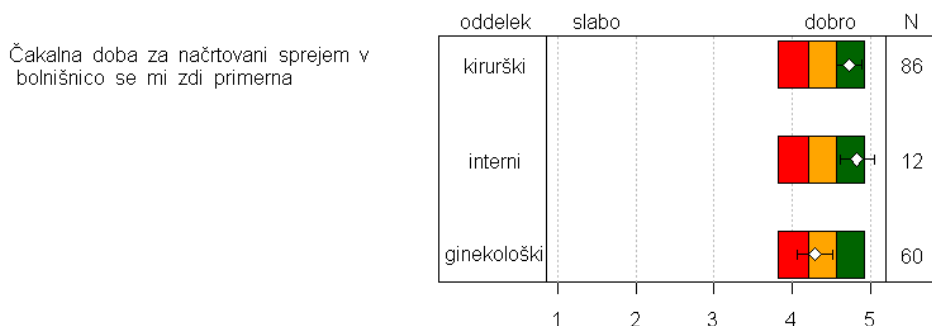 oddelek slabo dobro N
Čakalna doba za načrtovani sprejem v
bolnišnico se mi zdi primerna
kirurški 86
interni 12
ginekološki 60
1 2 3 4 5